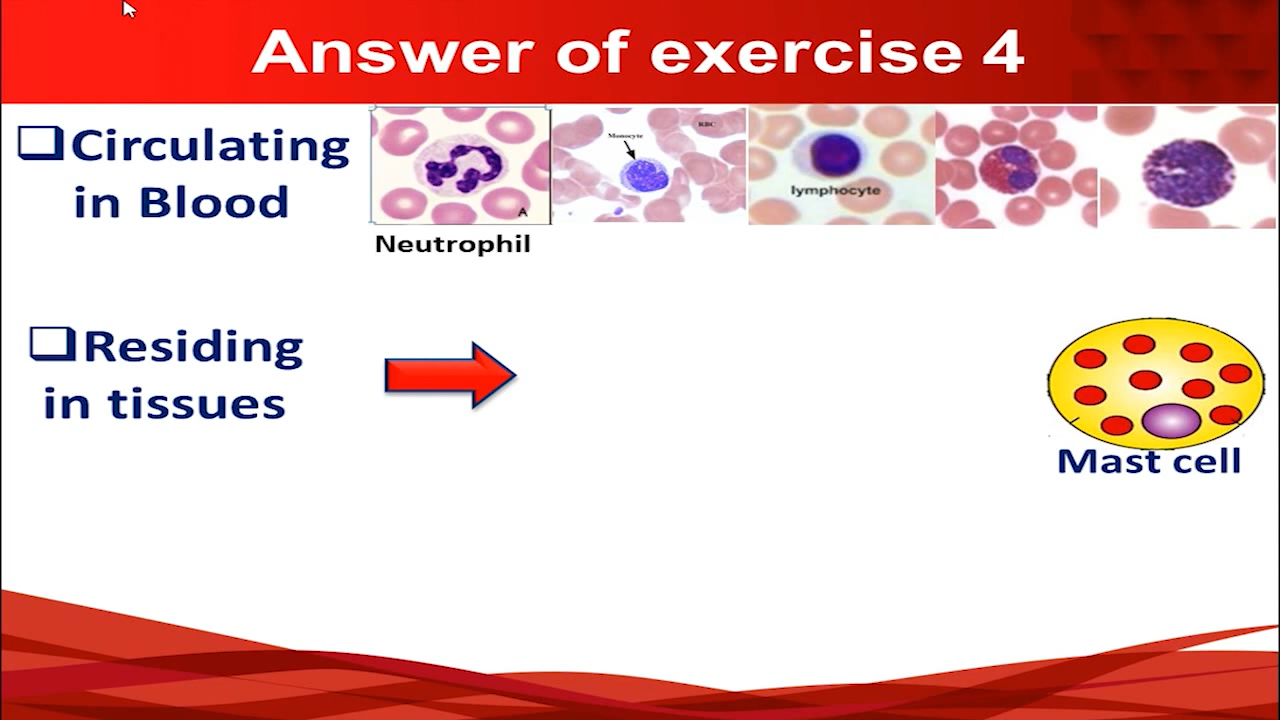 Answer of exercise 4
❑Circulating
in Blood
Monocyte
RBC
lymphocyte
A
Neutrophil
❑Residing
in tissues
Mast cell